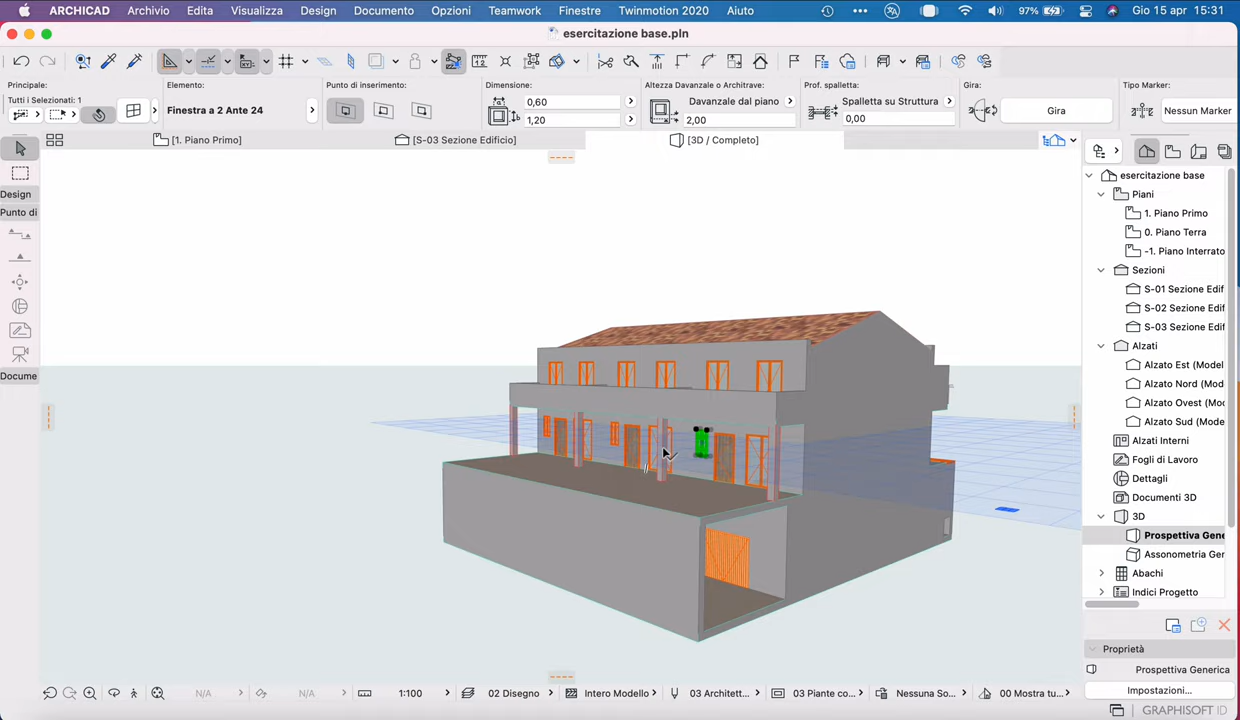 ARCHICAD Archivio Edita Visualizza Design Documento Opzioni Teamwork Finestre Twinmotion 2020 Aiuto 97% Gio 15 apr 15:31
esercitazione base.pln
Principale: Elemento: Punto di inserimento: Dimensione: Altezza Davanzale o Architrave: Prof. spalletta: Tipo Marker
Tutti i Selezionati: 1
Finestra a 2 Ante 24 0,60 Davanzale dal piano Spalletta su Struttura Gira Nessun Marker
1,20 2,00 0,00
[1. Piano Primo] [S-03 Sezione Edificio] [3D / Completo]
Design
Punto di
Docume
esercitazione base
Piani
1. Piano Primo
0. Piano Terra
-1. Piano Interrato
Sezioni
S-01 Sezione Edif
S-02 Sezione Edif
S-03 Sezione Edif
Alzati
Alzato Est (Model
Alzato Nord (Mod
Alzato Ovest (Mod
Alzato Sud (Mod
Alzati Interni
Fogli di Lavoro
Dettagli
Documenti 3D
3D
Prospettiva Gene
Assonometria Ger
Abachi
Indici Progetto
Proprietà
Prospettiva Generica
Impostazioni...
N/A N/A 1:100 02 Disegno Intero Modello 03 Architett... 03 Piante co... Nessuna So... 00 Mostra tu...
GRAPHISOFT ID